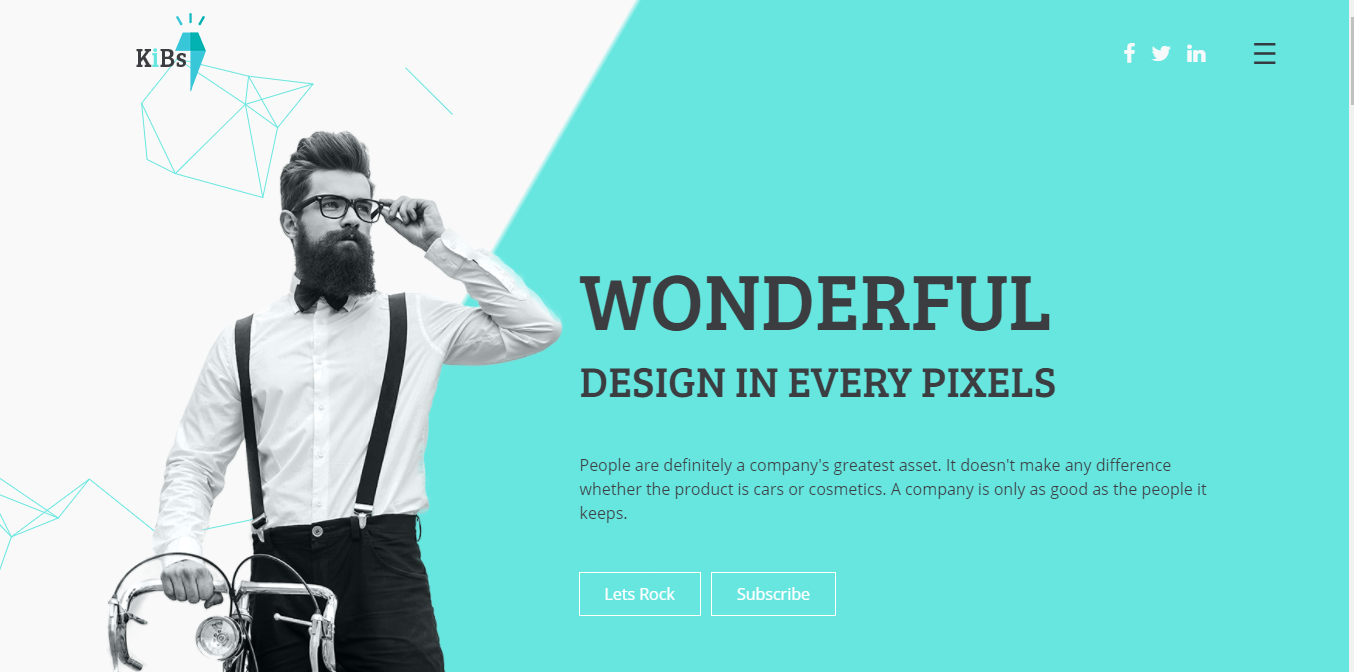 KiBs
WONDERFUL
DESIGN IN EVERY PIXELS
People are definitely a company's greatest asset. It doesn't make any difference
whether the product is cars or cosmetics. A company is only as good as the people it
keeps.
Lets Rock
Subscribe